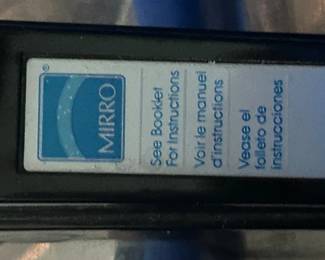 MIRRO
®
See Booklet
For Instructions
Voir le manuel
d'instructions
Vease el
folleto de
instrucciones